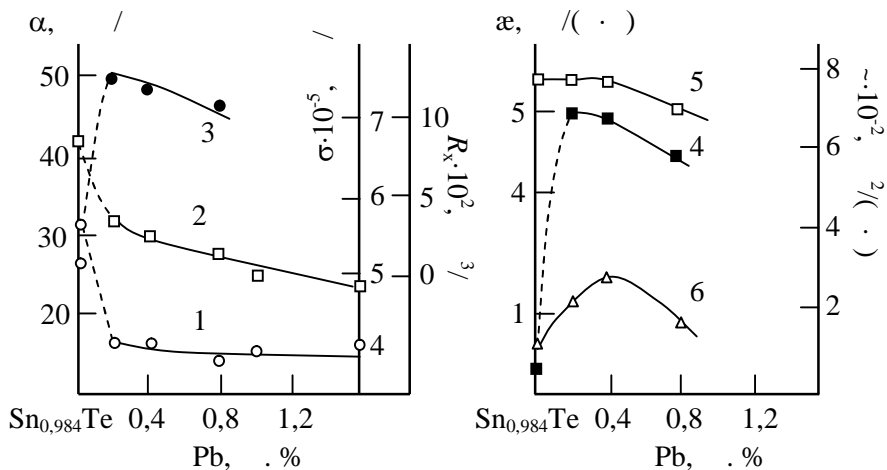 α, /
/
50
40
30
20
3
2
1
σ·10-5,
7
6
5
4
Rx·10², ³/
10
5
0
Sn0,984Te 0,4 0,8 1,2
Pb, . %
æ, /( · )
5
4
1
5
4
6
8
6
4
2
~·10-2, 2/( · )
0,4 0,8 1,2
Sn0,984Te
Pb, . %